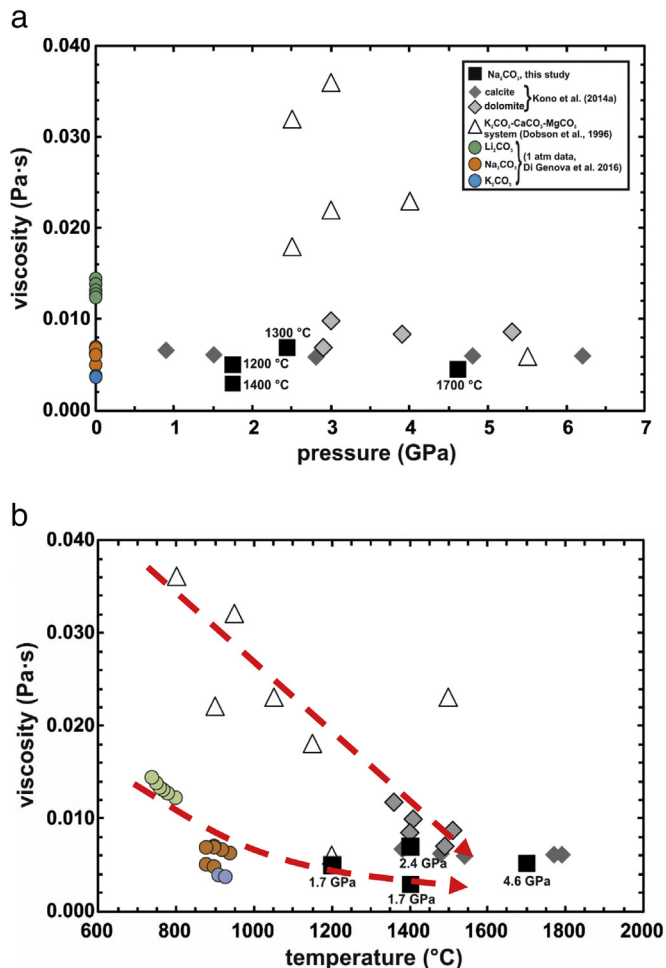 a
0.040
0.030
0.020
0.010
0.000
viscosity (Pa·s)
Na₂CO₃, this study
calcite
dolomite
Kono et al. (2014a)
K₂CO₃-CaCO₃-MgCO₃
system (Dobson et al., 1996)
Li₂CO₃
Na₂CO₃
K₂CO₃
(1 atm data,
Di Genova et al. 2016)
1300 °C
1200 °C
1400 °C
1700 °C
0 1 2 3 4 5 6 7
pressure (GPa)
b
0.040
0.030
0.020
0.010
0.000
viscosity (Pa·s)
2.4 GPa
1.7 GPa
4.6 GPa
1.7 GPa
600 800 1000 1200 1400 1600 1800 2000
temperature (°C)